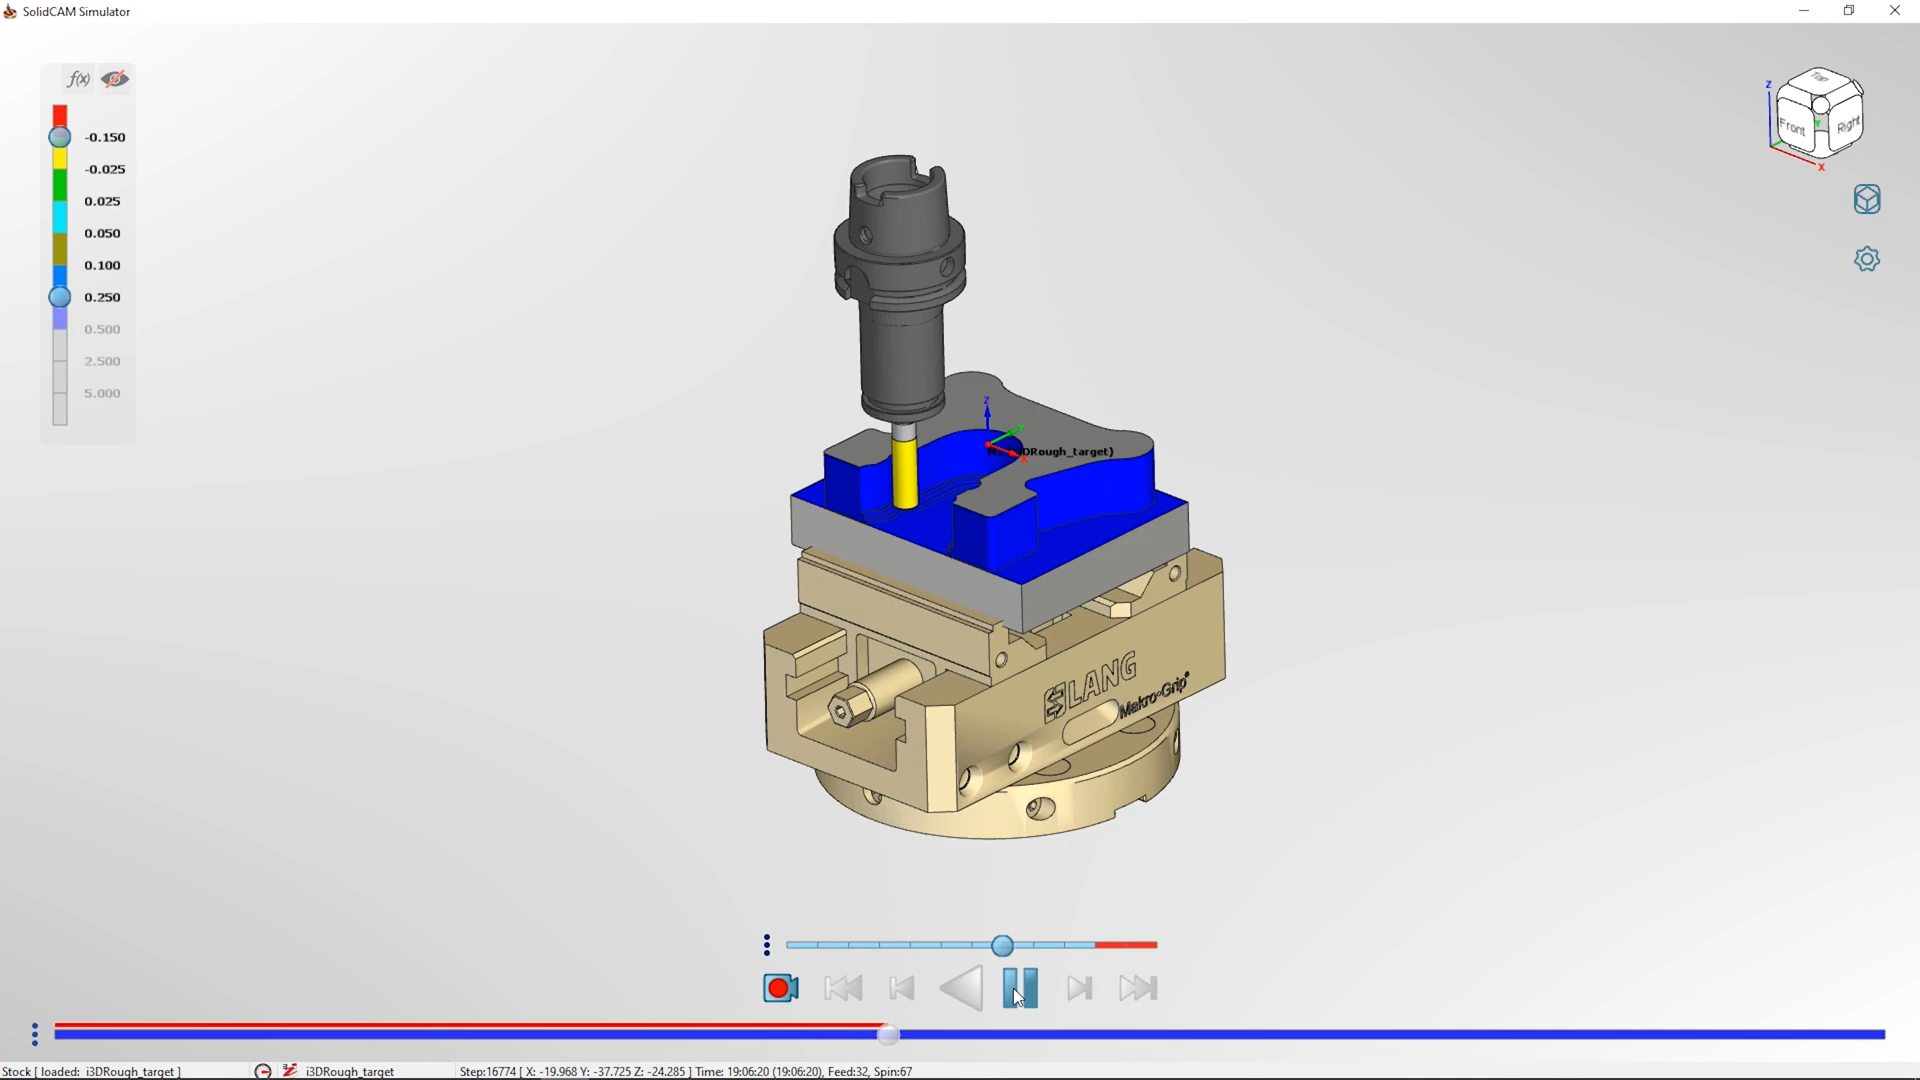 SolidCAM Simulator
f(x)
-0.150
-0.025
0.025
0.050
0.100
0.250
0.500
2.500
5.000
Top
Front
Right
Z
Y
X
Z
DRough_target)
LANG
Makro•Grip®
Stock [ loaded: i3DRough_target ]
i3DRough_target
Step:16774 [ X: -19.968 Y: -37.725 Z: -24.285 ] Time: 19:06:20 (19:06:20), Feed:32, Spin:67